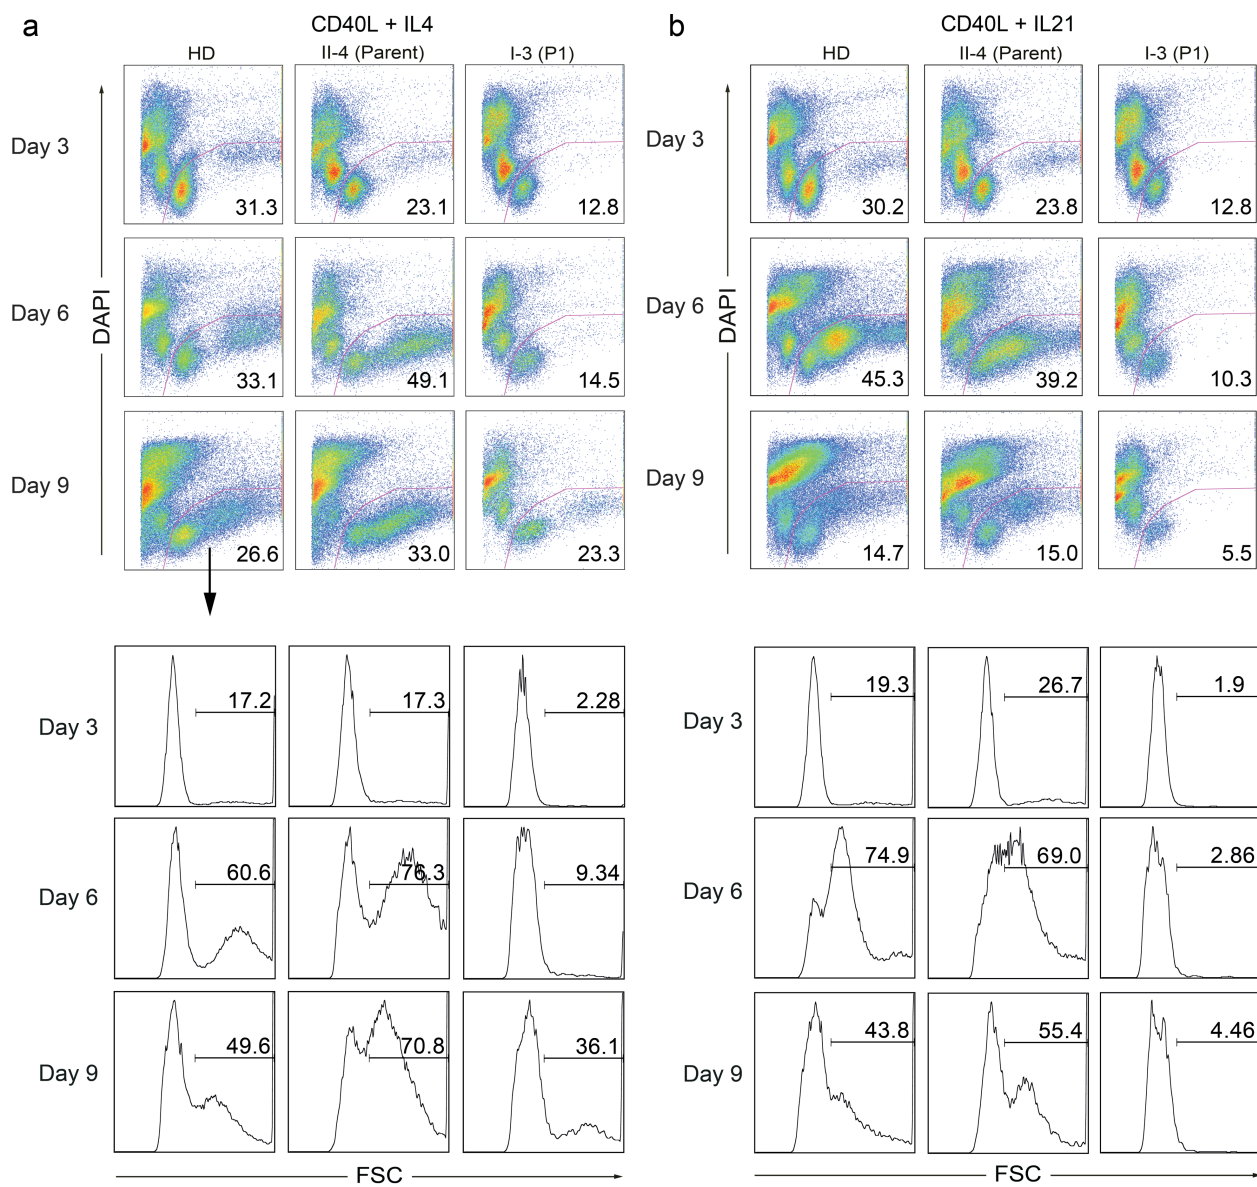 a
CD40L + IL4
HD
II-4 (Parent)
I-3 (P1)
Day 3
31.3
23.1
12.8
Day 6
33.1
49.1
14.5
Day 9
26.6
33.0
23.3
DAPI
Day 3
17.2
17.3
2.28
Day 6
60.6
76.3
9.34
Day 9
49.6
70.8
36.1
FSC
b
CD40L + IL21
HD
II-4 (Parent)
I-3 (P1)
Day 3
30.2
23.8
12.8
Day 6
45.3
39.2
10.3
Day 9
14.7
15.0
5.5
DAPI
Day 3
19.3
26.7
1.9
Day 6
74.9
69.0
2.86
Day 9
43.8
55.4
4.46
FSC